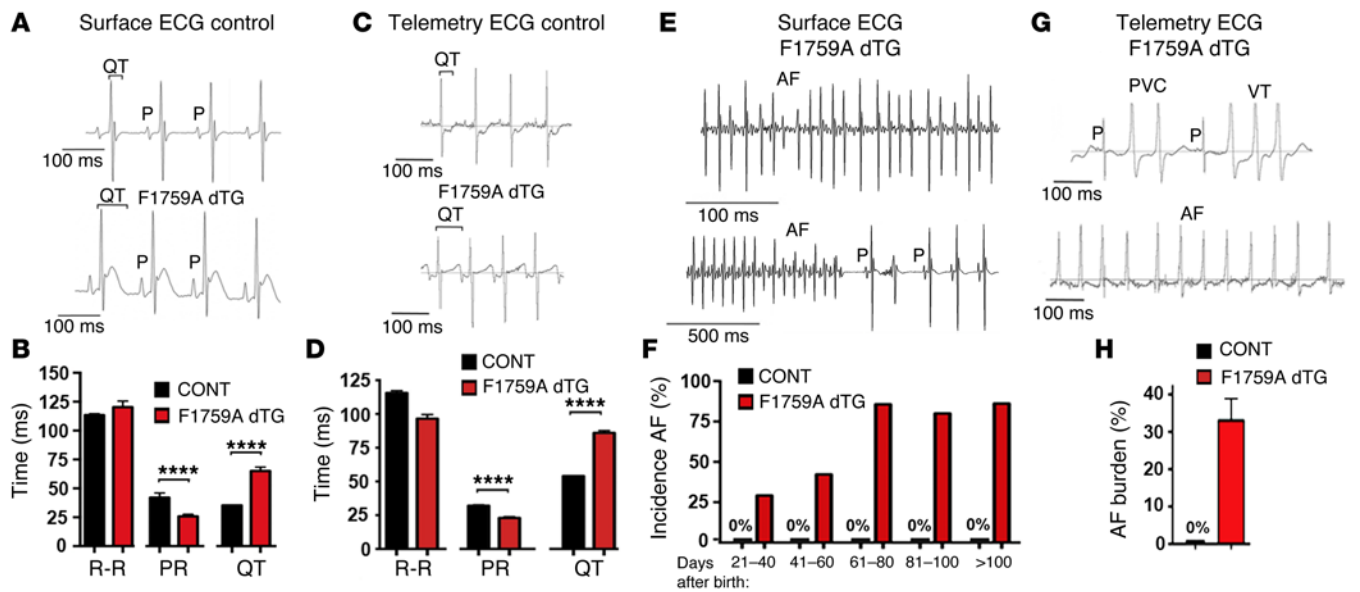 A Surface ECG control
QT
P P
100 ms
F1759A dTG
QT
P P
100 ms
B
150
125
100
75
50
25
0
Time (ms)
CONT
F1759A dTG
****
****
R-R PR QT
C Telemetry ECG control
QT
100 ms
F1759A dTG
QT
100 ms
D
125
100
75
50
25
0
Time (ms)
CONT
F1759A dTG
****
****
R-R PR QT
E Surface ECG
F1759A dTG
AF
100 ms
AF
P P
500 ms
F
100
75
50
25
0
Incidence AF (%)
CONT
F1759A dTG
0% 0% 0% 0% 0%
Days 21–40 41–60 61–80 81–100 >100
after birth:
G Telemetry ECG
F1759A dTG
PVC VT
P P
100 ms
AF
100 ms
H
CONT
F1759A dTG
40
30
20
10
0
AF burden (%)
0%